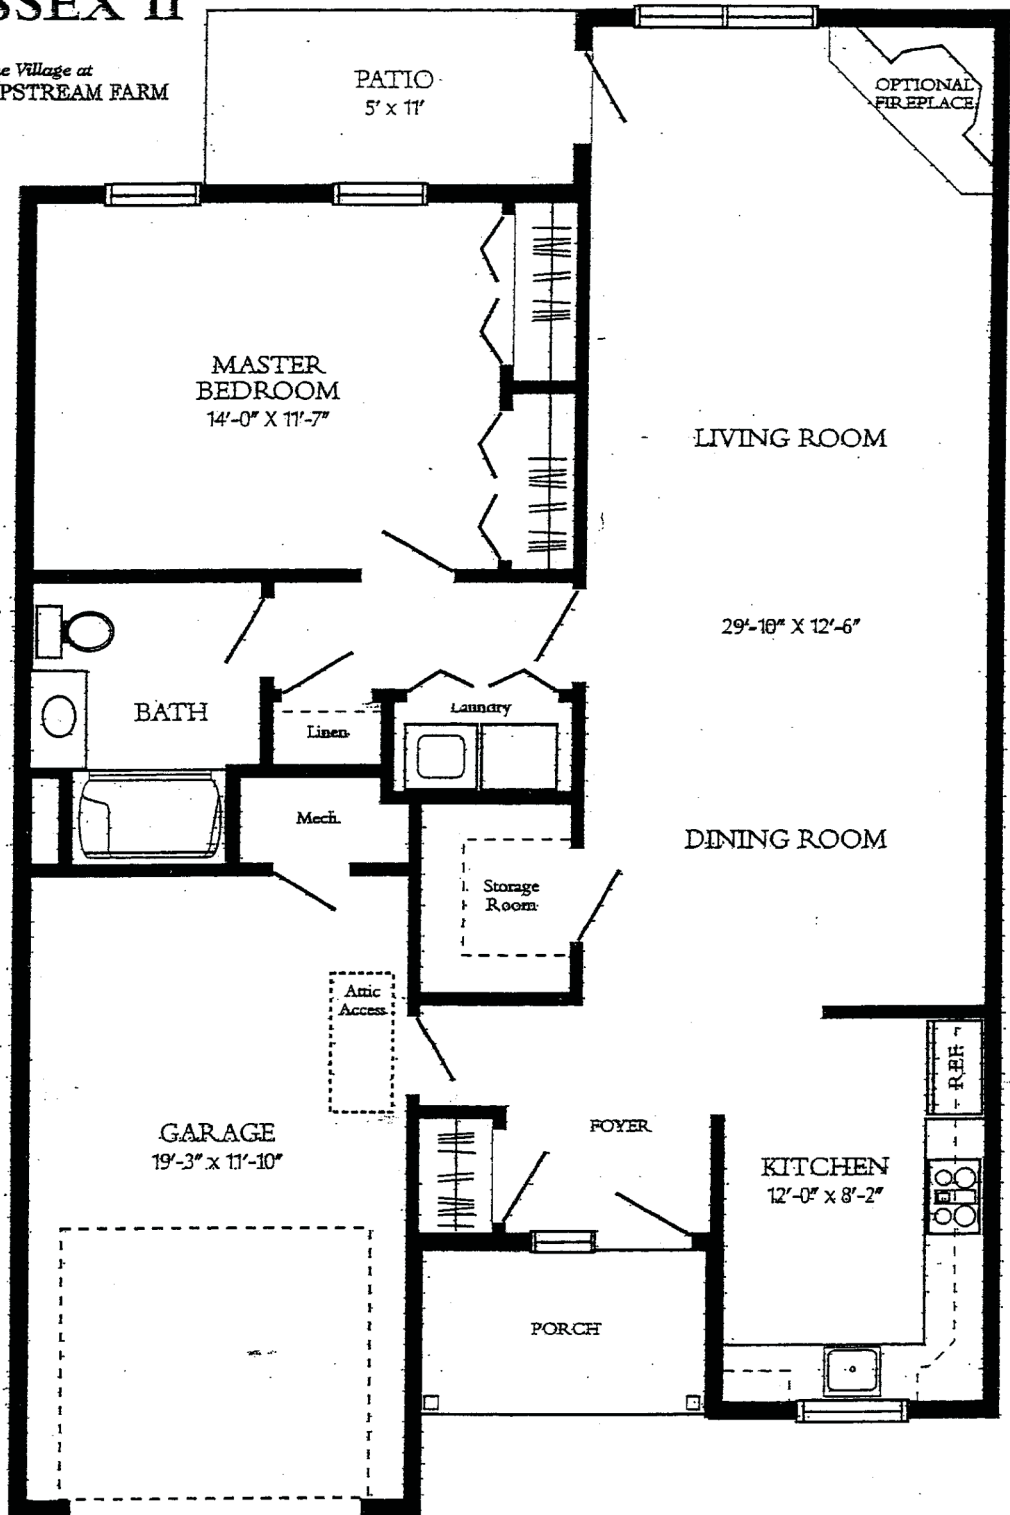 SSEX II
e Village at
PSTREAM FARM
PATIO
5' x 11'
OPTIONAL
FIREPLACE
MASTER
BEDROOM
14'-0" X 11'-7"
LIVING ROOM
29'-10" X 12'-6"
BATH
Linen
Laundry
Mech.
DINING ROOM
Storage
Room
Attic
Access
REF.
GARAGE
19'-3" x 11'-10"
FOYER
KITCHEN
12'-0" x 8'-2"
PORCH